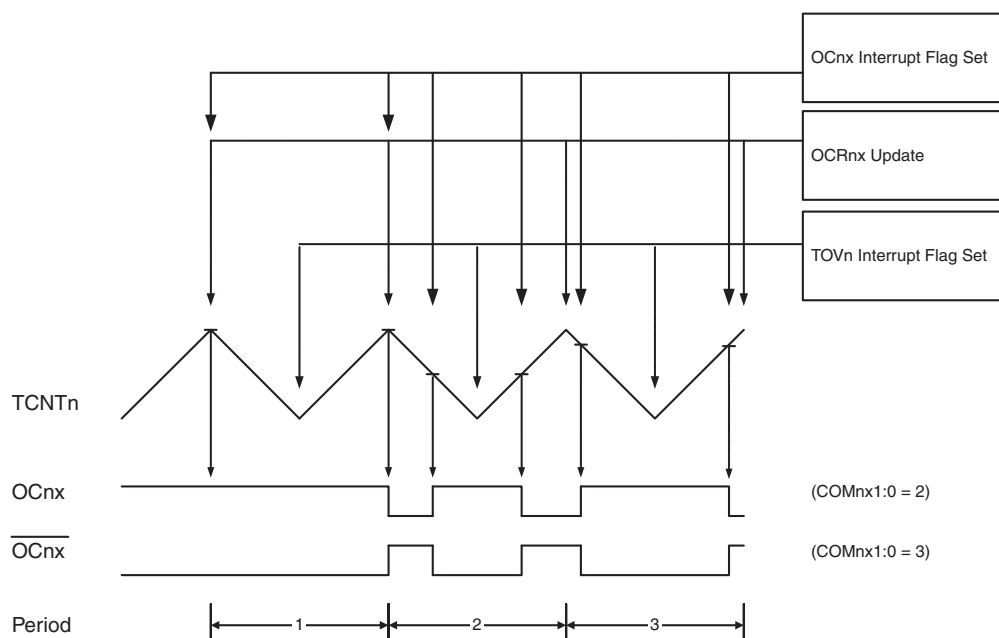 OCnx Interrupt Flag Set
OCRnx Update
TOVn Interrupt Flag Set
TCNTn
OCnx
(COMnx1:0 = 2)
OCnx
(COMnx1:0 = 3)
Period
1
2
3